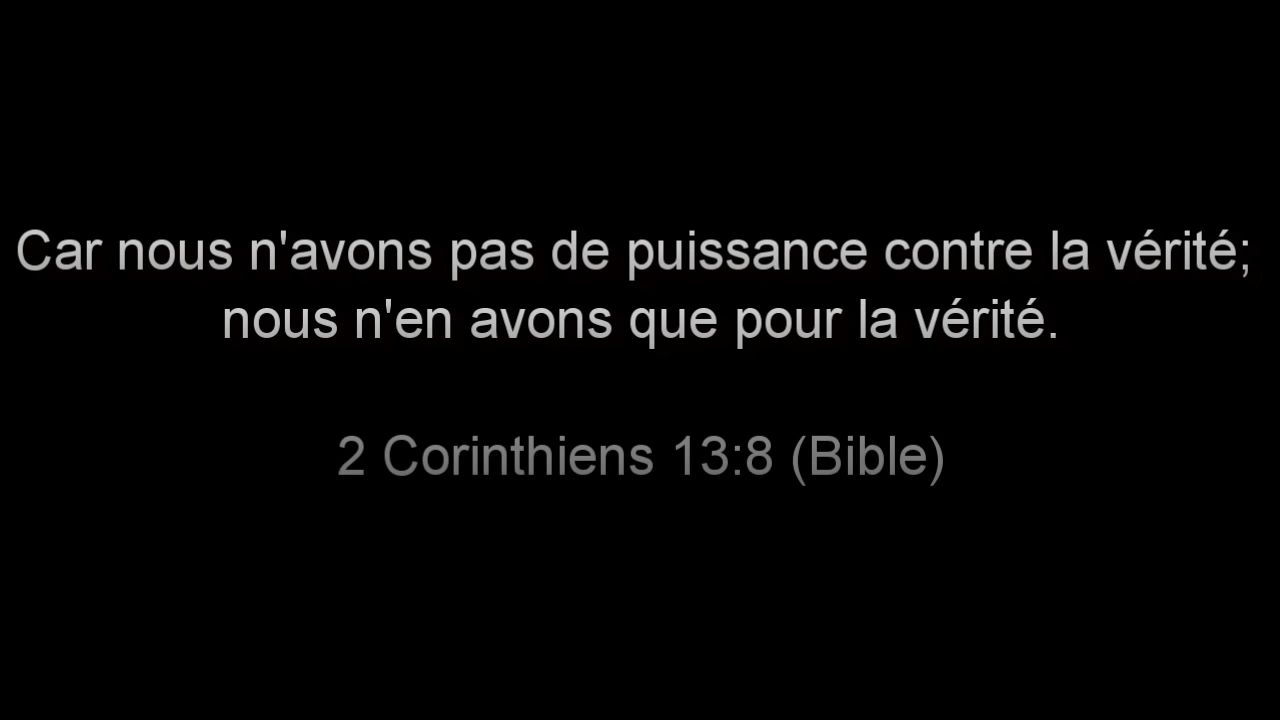 Car nous n'avons pas de puissance contre la vérité;
nous n'en avons que pour la vérité.
2 Corinthiens 13:8 (Bible)